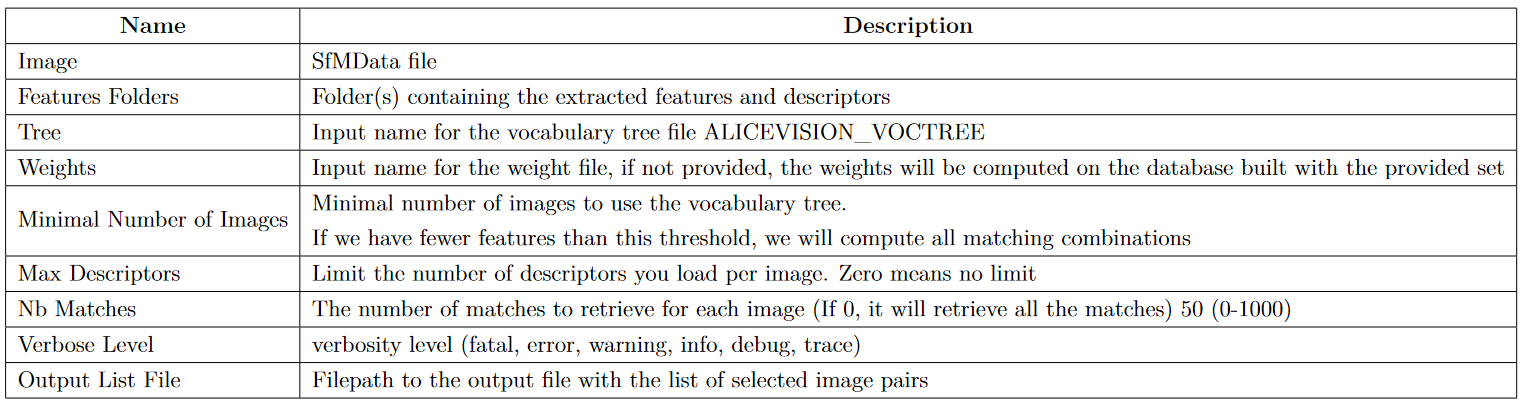 Name Description
Image SfMData file
Features Folders Folder(s) containing the extracted features and descriptors
Tree Input name for the vocabulary tree file ALICEVISION_VOCTREE
Weights Input name for the weight file, if not provided, the weights will be computed on the database built with the provided set
Minimal Number of Images Minimal number of images to use the vocabulary tree.
If we have fewer features than this threshold, we will compute all matching combinations
Max Descriptors Limit the number of descriptors you load per image. Zero means no limit
Nb Matches The number of matches to retrieve for each image (If 0, it will retrieve all the matches) 50 (0-1000)
Verbose Level verbosity level (fatal, error, warning, info, debug, trace)
Output List File Filepath to the output file with the list of selected image pairs